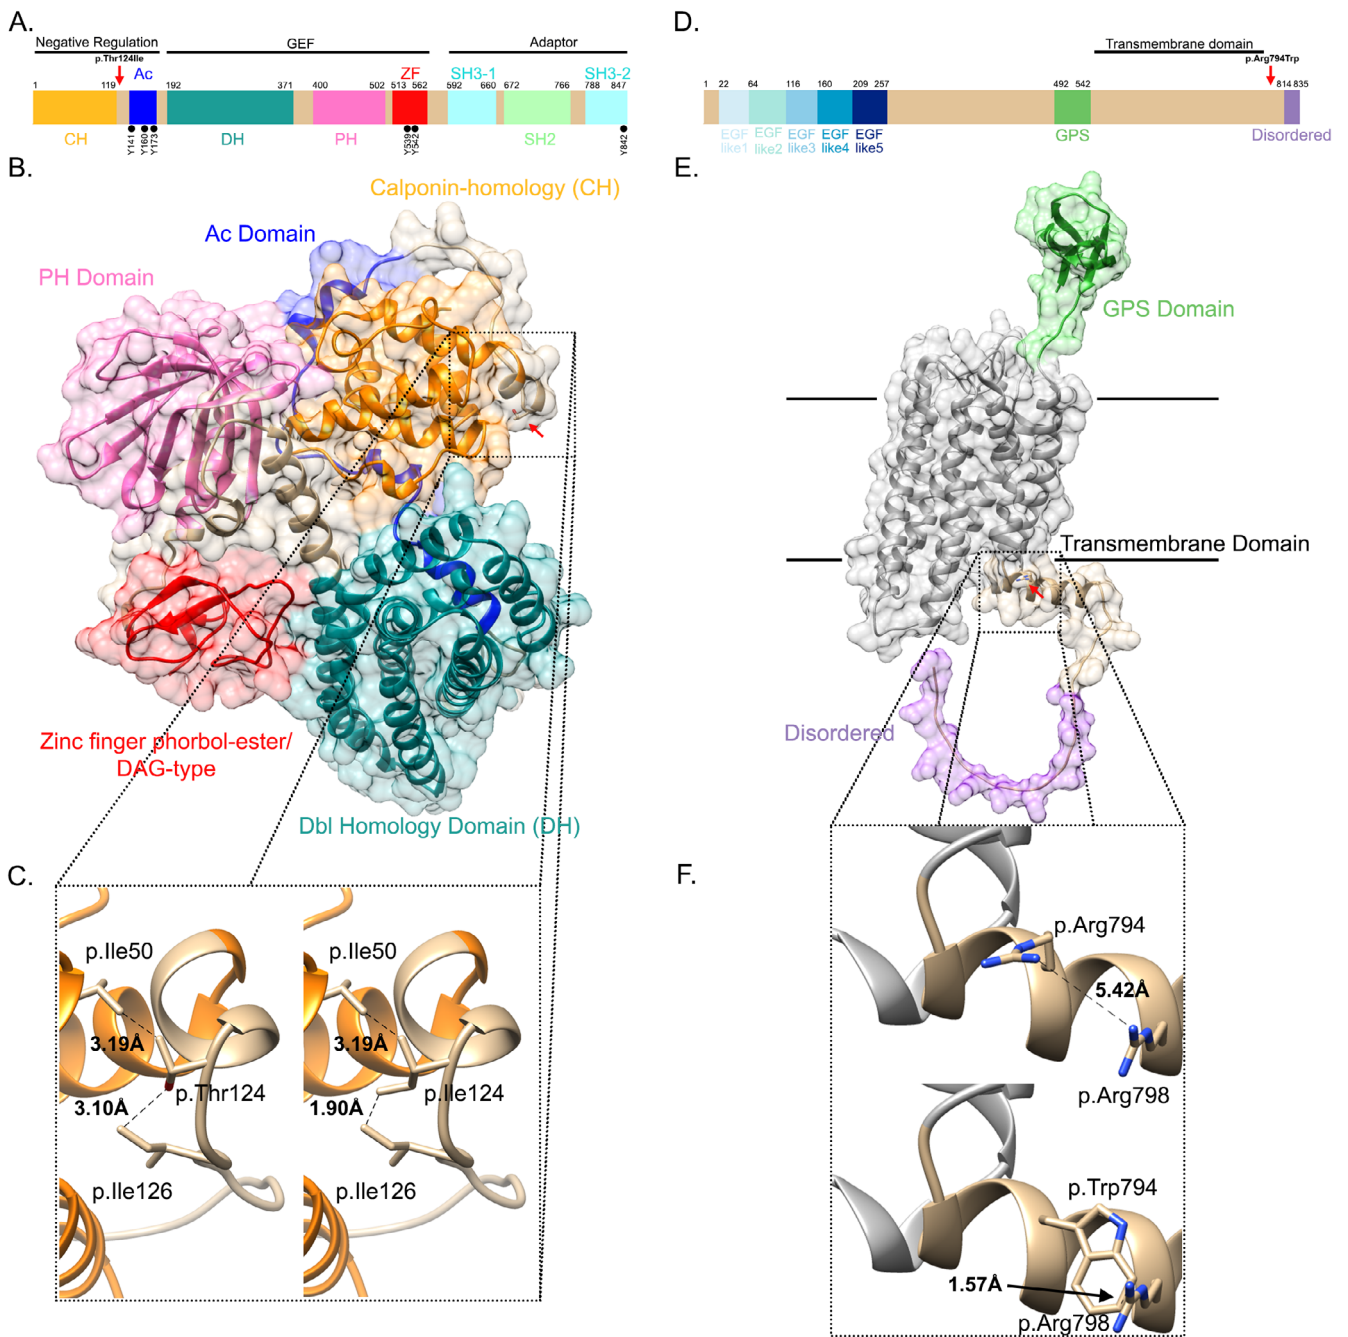 A.
Negative Regulation
GEF
Adaptor
p.Thr124Ile
Ac
ZF
SH3-1
SH3-2
1
119
192
371
400
502
513
562
592
660
672
766
788
847
CH
DH
PH
SH2
Y141
Y160
Y173
Y539
Y542
Y842
D.
Transmembrane domain
p.Arg794Trp
1
22
64
116
160
209
257
492
542
814
835
EGF
like1
EGF
like2
EGF
like3
EGF
like4
EGF
like5
GPS
Disordered
B.
Calponin-homology (CH)
Ac Domain
PH Domain
Zinc finger phorbol-ester/
DAG-type
Dbl Homology Domain (DH)
E.
GPS Domain
Transmembrane Domain
Disordered
C.
p.Ile50
3.19Å
p.Thr124
3.10Å
p.Ile126
p.Ile50
3.19Å
p.Ile124
1.90Å
p.Ile126
F.
p.Arg794
5.42Å
p.Arg798
p.Trp794
1.57Å
p.Arg798